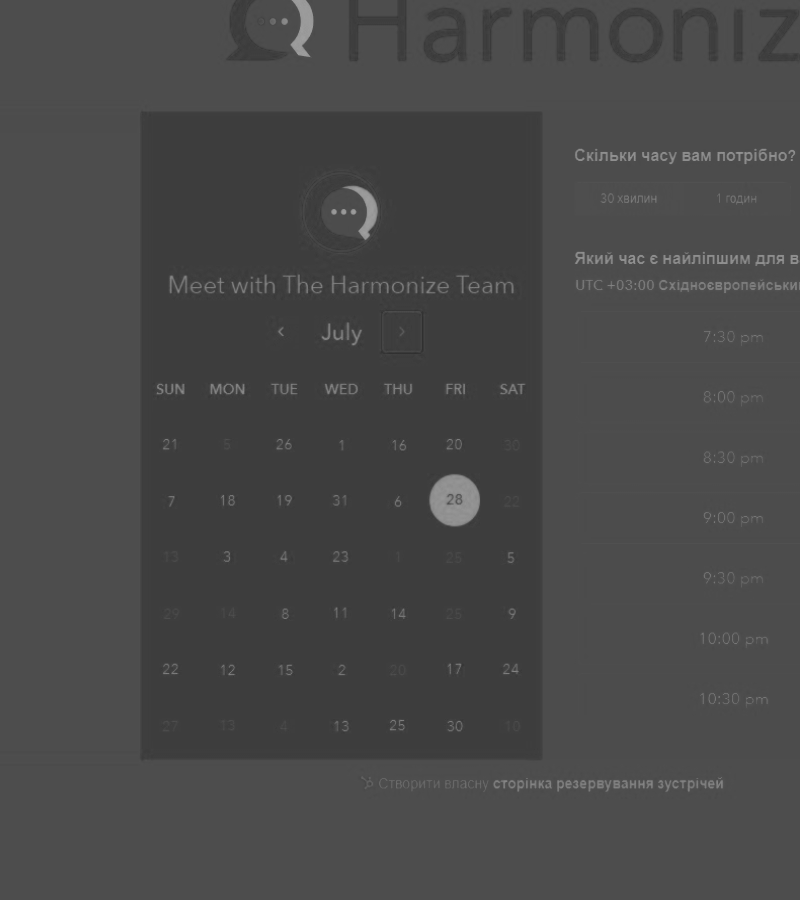 Harmoniz
Meet with The Harmonize Team
July
SUN MON TUE WED THU FRI SAT
21 5 26 1 16 20 30
7 18 19 31 6 28 22
13 3 4 23 1 25 5
29 14 8 11 14 25 9
22 12 15 2 20 17 24
27 13 4 13 25 30 10
Скільки часу вам потрібно?
30 хвилин 1 годин
Який час є найліпшим для в
UTC +03:00 Східноєвропейськи
7:30 pm
8:00 pm
8:30 pm
9:00 pm
9:30 pm
10:00 pm
10:30 pm
Створити власну сторінка резервування зустрічей